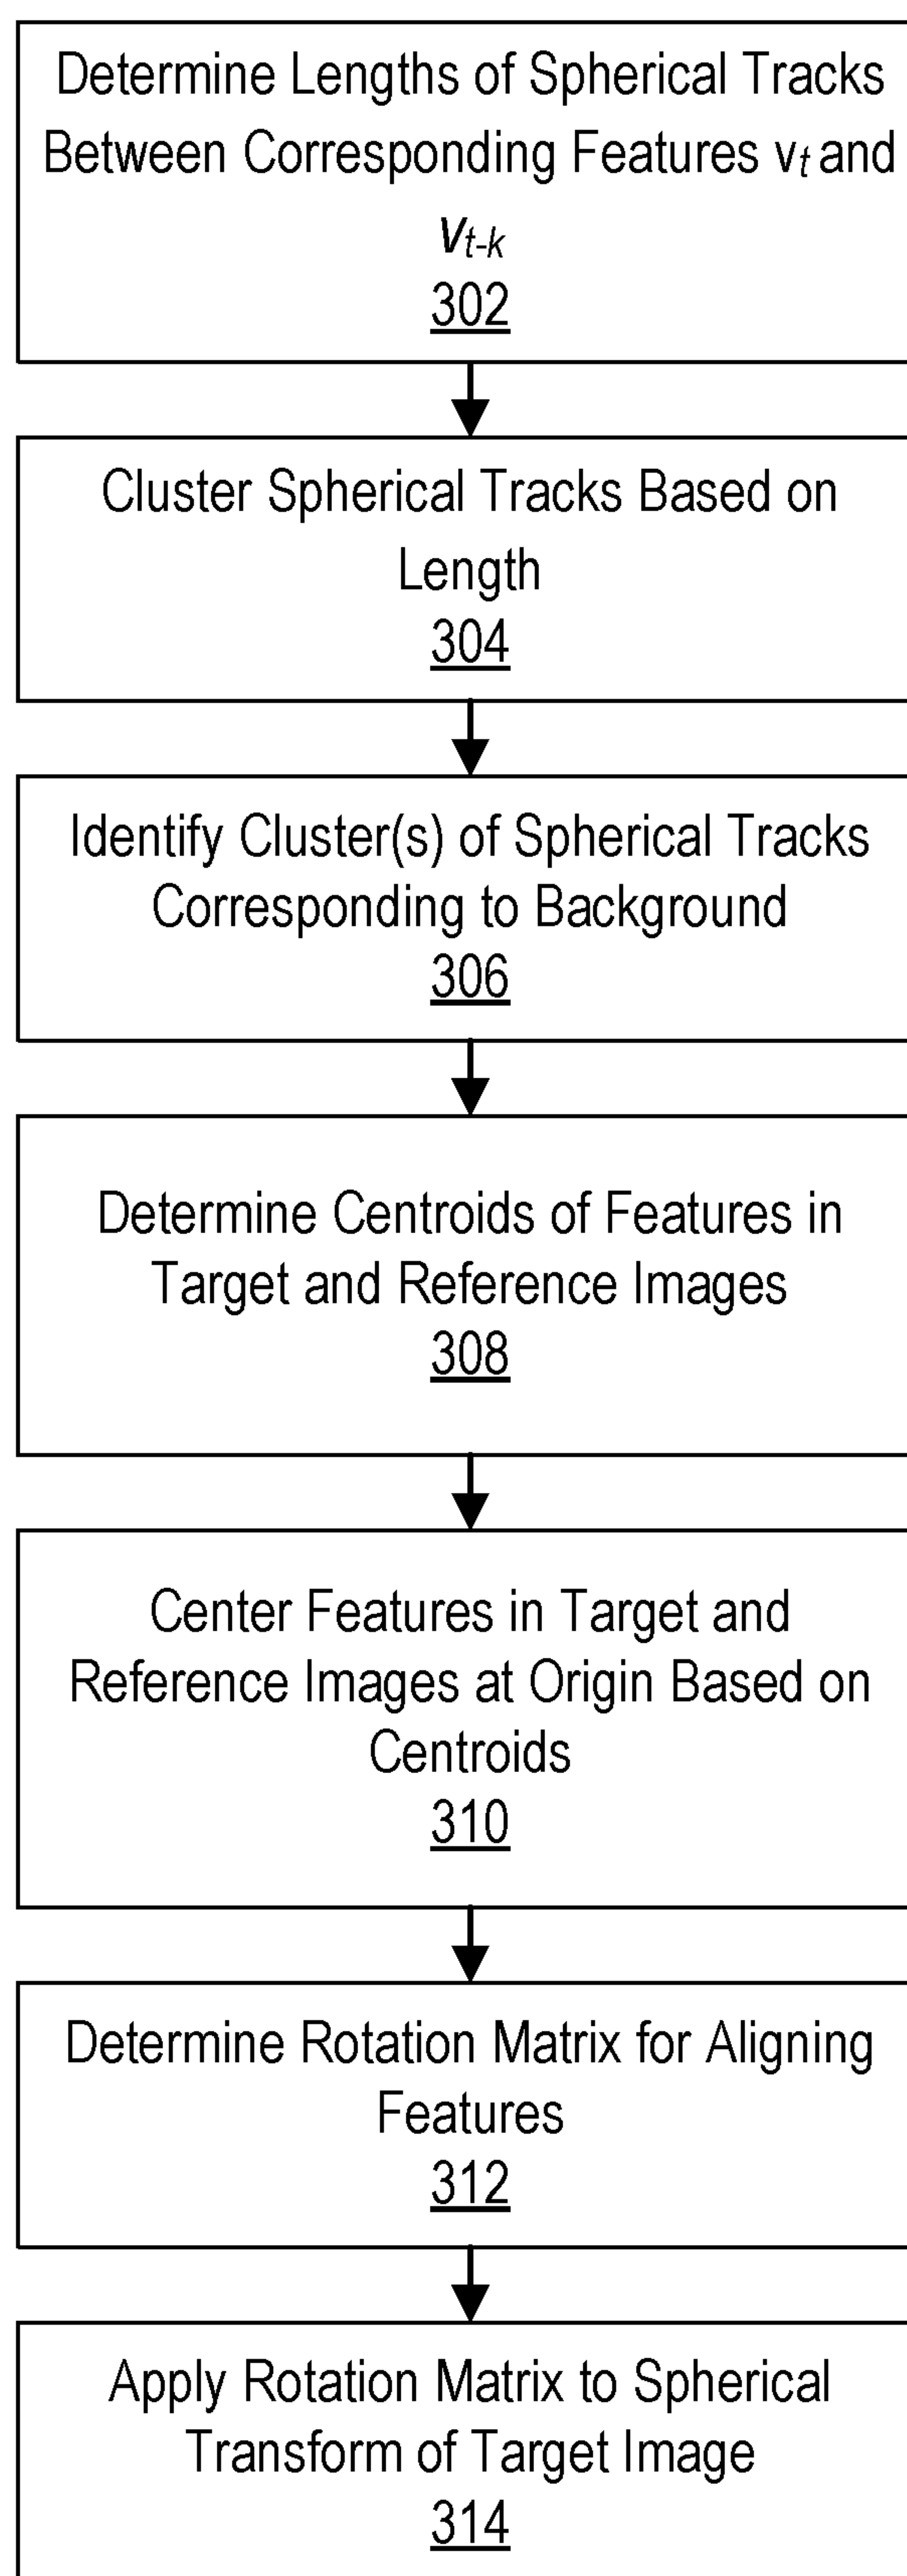 Determine Lengths of Spherical Tracks
Between Corresponding Features vt and
vt-k
302
Cluster Spherical Tracks Based on
Length
304
Identify Cluster(s) of Spherical Tracks
Corresponding to Background
306
Determine Centroids of Features in
Target and Reference Images
308
Center Features in Target and
Reference Images at Origin Based on
Centroids
310
Determine Rotation Matrix for Aligning
Features
312
Apply Rotation Matrix to Spherical
Transform of Target Image
314